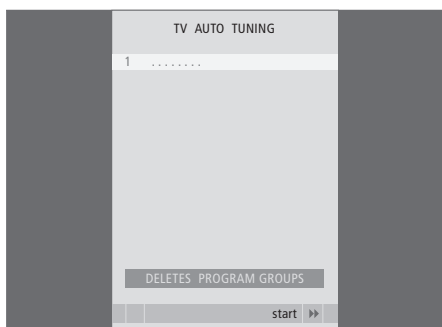 TV AUTO TUNING
1 ........
DELETES PROGRAM GROUPS
start